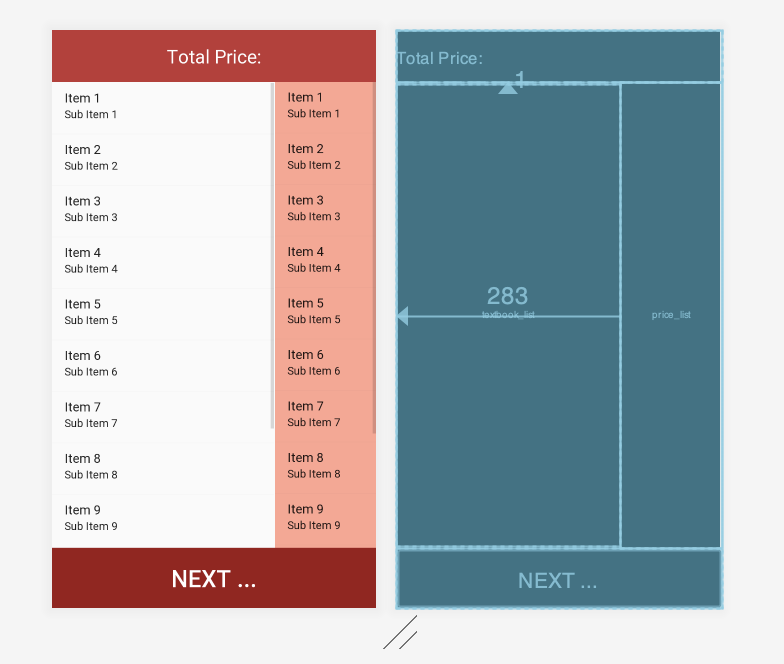 Total Price:
Item 1
Sub Item 1
Item 2
Sub Item 2
Item 3
Sub Item 3
Item 4
Sub Item 4
Item 5
Sub Item 5
Item 6
Sub Item 6
Item 7
Sub Item 7
Item 8
Sub Item 8
Item 9
Sub Item 9
Item 1
Sub Item 1
Item 2
Sub Item 2
Item 3
Sub Item 3
Item 4
Sub Item 4
Item 5
Sub Item 5
Item 6
Sub Item 6
Item 7
Sub Item 7
Item 8
Sub Item 8
Item 9
Sub Item 9
NEXT ...
Total Price:
1
283
textbook_list
price_list
NEXT ...